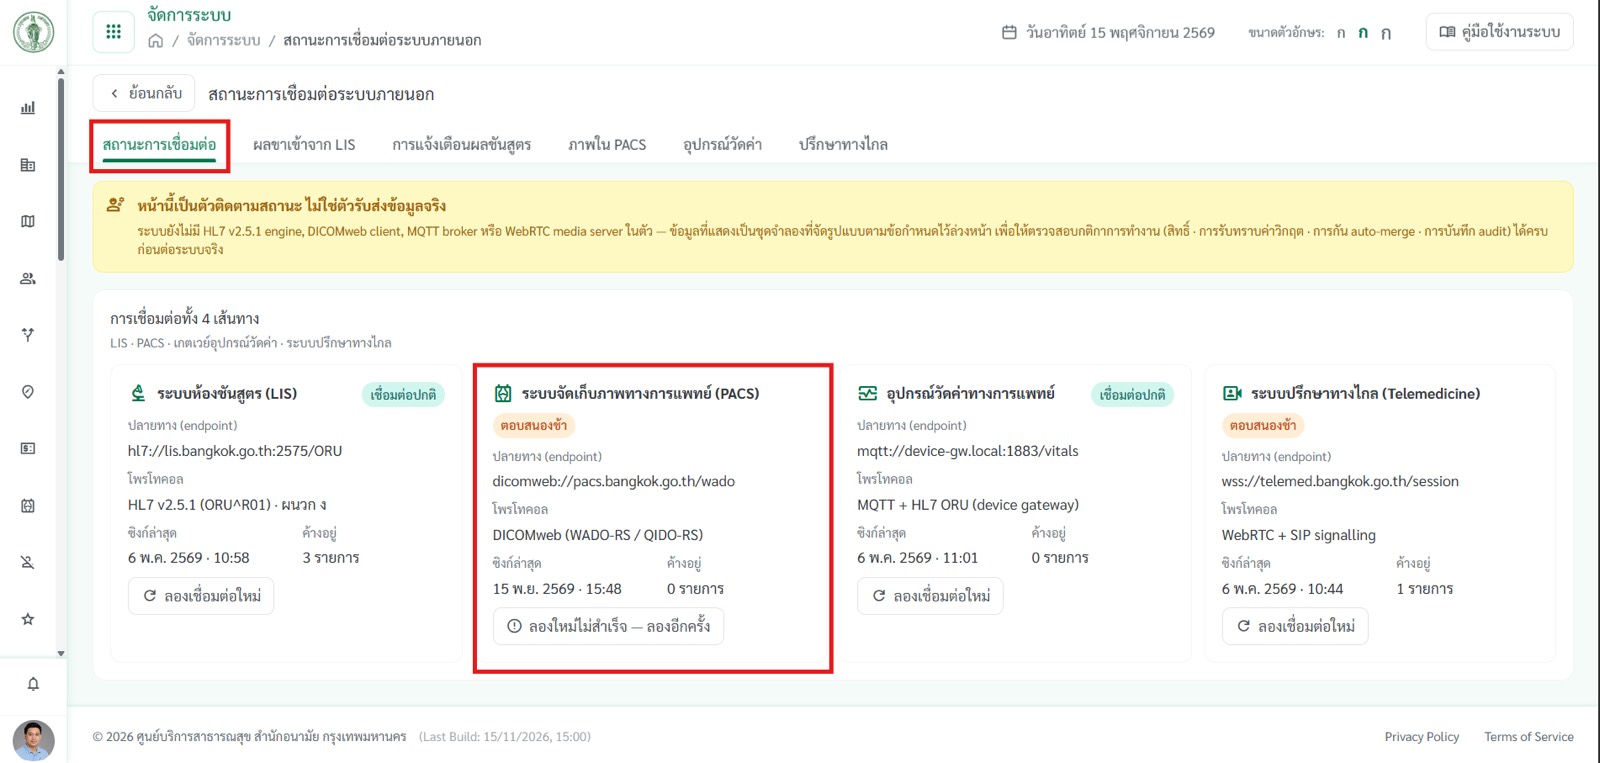 จัดการระบบ
/ จัดการระบบ / สถานะการเชื่อมต่อระบบภายนอก
วันอาทิตย์ 15 พฤศจิกายน 2569
ขนาดตัวอักษร: ก ก ก
คู่มือใช้งานระบบ
ย้อนกลับ
สถานะการเชื่อมต่อระบบภายนอก
สถานะการเชื่อมต่อ ผลขาเข้าจาก LIS การแจ้งเตือนผลชันสูตร ภาพใน PACS อุปกรณ์วัดค่า ปรึกษาทางไกล
หน้านี้เป็นตัวติดตามสถานะ ไม่ใช่ตัวรับส่งข้อมูลจริง
ระบบยังไม่มี HL7 v2.5.1 engine, DICOMweb client, MQTT broker หรือ WebRTC media server ในตัว — ข้อมูลที่แสดงเป็นชุดจำลองที่จัดรูปแบบตามข้อกำหนดไว้ล่วงหน้า เพื่อให้ตรวจสอบกติกาการทำงาน (สิทธิ์ · การรับทราบค่าวิกฤต · การกัน auto-merge · การบันทึก audit) ได้ครบ
ก่อนต่อระบบจริง
การเชื่อมต่อทั้ง 4 เส้นทาง
LIS · PACS · เกตเวย์อุปกรณ์วัดค่า · ระบบปรึกษาทางไกล
ระบบห้องชันสูตร (LIS)
เชื่อมต่อปกติ
ปลายทาง (endpoint)
hl7://lis.bangkok.go.th:2575/ORU
โพรโทคอล
HL7 v2.5.1 (ORU^R01) · ผนวก ง
ซิงก์ล่าสุด ค้างอยู่
6 พ.ค. 2569 · 10:58 3 รายการ
ลองเชื่อมต่อใหม่
ระบบจัดเก็บภาพทางการแพทย์ (PACS)
ตอบสนองช้า
ปลายทาง (endpoint)
dicomweb://pacs.bangkok.go.th/wado
โพรโทคอล
DICOMweb (WADO-RS / QIDO-RS)
ซิงก์ล่าสุด ค้างอยู่
15 พ.ย. 2569 · 15:48 0 รายการ
ลองใหม่ไม่สำเร็จ — ลองอีกครั้ง
อุปกรณ์วัดค่าทางการแพทย์
เชื่อมต่อปกติ
ปลายทาง (endpoint)
mqtt://device-gw.local:1883/vitals
โพรโทคอล
MQTT + HL7 ORU (device gateway)
ซิงก์ล่าสุด ค้างอยู่
6 พ.ค. 2569 · 11:01 0 รายการ
ลองเชื่อมต่อใหม่
ระบบปรึกษาทางไกล (Telemedicine)
ตอบสนองช้า
ปลายทาง (endpoint)
wss://telemed.bangkok.go.th/session
โพรโทคอล
WebRTC + SIP signalling
ซิงก์ล่าสุด ค้างอยู่
6 พ.ค. 2569 · 10:44 1 รายการ
ลองเชื่อมต่อใหม่
© 2026 ศูนย์บริการสาธารณสุข สำนักอนามัย กรุงเทพมหานคร (Last Build: 15/11/2026, 15:00)
Privacy Policy Terms of Service